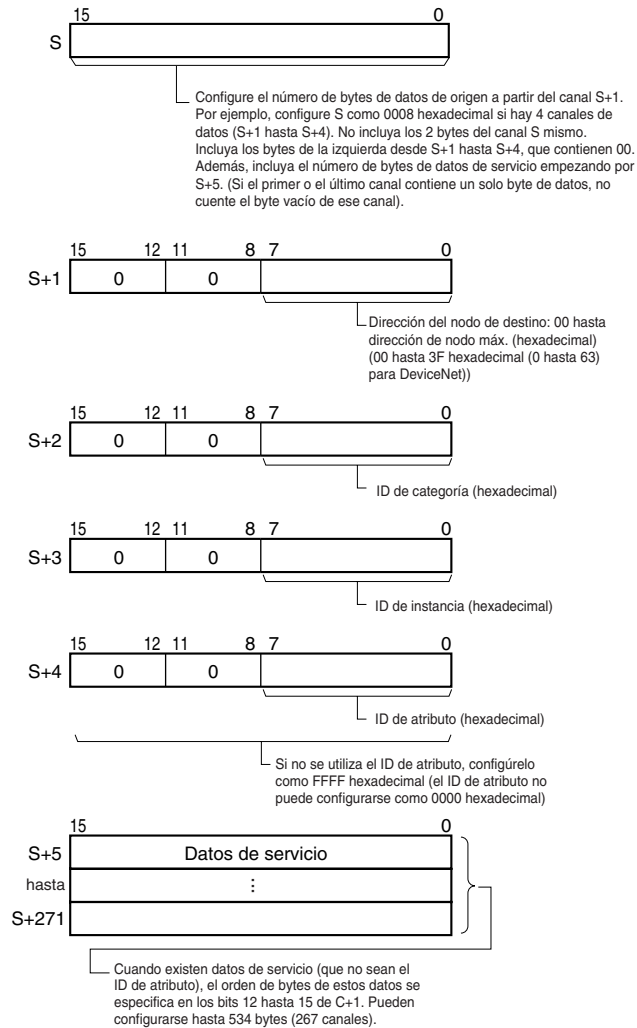 15 0
S
Configure el número de bytes de datos de origen a partir del canal S+1.
Por ejemplo, configure S como 0008 hexadecimal si hay 4 canales de
datos (S+1 hasta S+4). No incluya los 2 bytes del canal S mismo.
Incluya los bytes de la izquierda desde S+1 hasta S+4, que contienen 00.
Además, incluya el número de bytes de datos de servicio empezando por
S+5. (Si el primer o el último canal contiene un solo byte de datos, no
cuente el byte vacío de ese canal).
15 12 11 8 7 0
S+1 0 0
Dirección del nodo de destino: 00 hasta
dirección de nodo máx. (hexadecimal)
(00 hasta 3F hexadecimal (0 hasta 63)
para DeviceNet))
15 12 11 8 7 0
S+2 0 0
ID de categoría (hexadecimal)
15 12 11 8 7 0
S+3 0 0
ID de instancia (hexadecimal)
15 12 11 8 7 0
S+4 0 0
ID de atributo (hexadecimal)
Si no se utiliza el ID de atributo, configúrelo
como FFFF hexadecimal (el ID de atributo no
puede configurarse como 0000 hexadecimal)
15 0
S+5 Datos de servicio
hasta ⋮
S+271
Cuando existen datos de servicio (que no sean el
ID de atributo), el orden de bytes de estos datos se
especifica en los bits 12 hasta 15 de C+1. Pueden
configurarse hasta 534 bytes (267 canales).